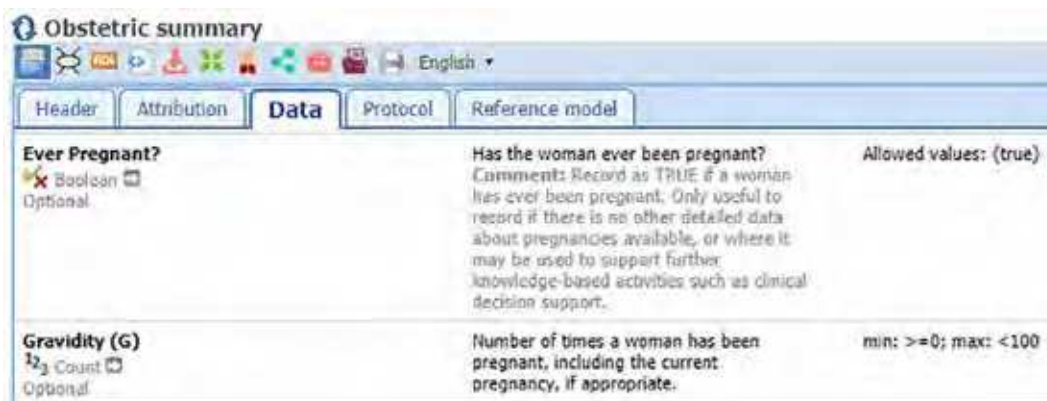 Obstetric summary
ADL English
Header Attribution Data Protocol Reference model
Ever Pregnant?
Boolean
Optional
Has the woman ever been pregnant?
Comment: Record as TRUE if a woman
has ever been pregnant. Only useful to
record if there is no other detailed data
about pregnancies available, or where it
may be used to support further
knowledge-based activities such as clinical
decision support.
Allowed values: {true}
Gravidity (G)
123 Count
Optional
Number of times a woman has been
pregnant, including the current
pregnancy, if appropriate.
min: >=0; max: <100